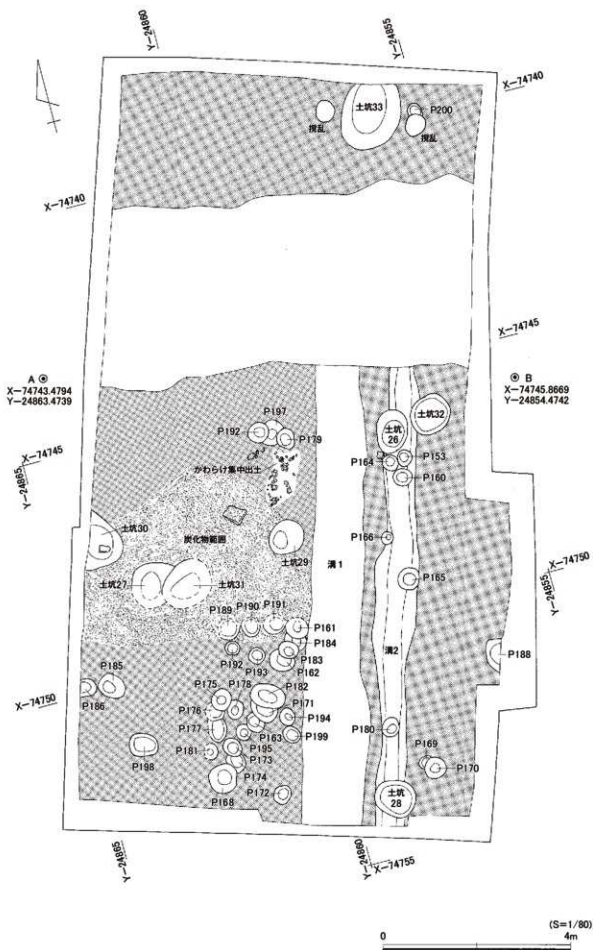 Y-24860
Y-24855
X-74740
土坑33
P200
撹乱
撹乱
X-74740
X-74745
A
X-74743.4794
Y-24863.4739
B
X-74745.8669
Y-24854.4742
P197
P192
P179
土坑26
土坑32
P153
P164
かわらけ集中出土
P160
X-74745
Y-24865
土坑30
炭化物範囲
P166
土坑29
溝1
X-74750
Y-24855
土坑27
土坑31
P165
P189
P190
P191
P161
P184
P192
P193
P183
P162
溝2
P188
P185
P175
P178
P182
X-74750
P186
P176
P171
P194
P177
P163
P199
P180
P181
P195
P198
P173
P169
P174
P170
P168
P172
土坑28
Y-24865
Y-24860
X-74755
(S=1/80)
0
4m